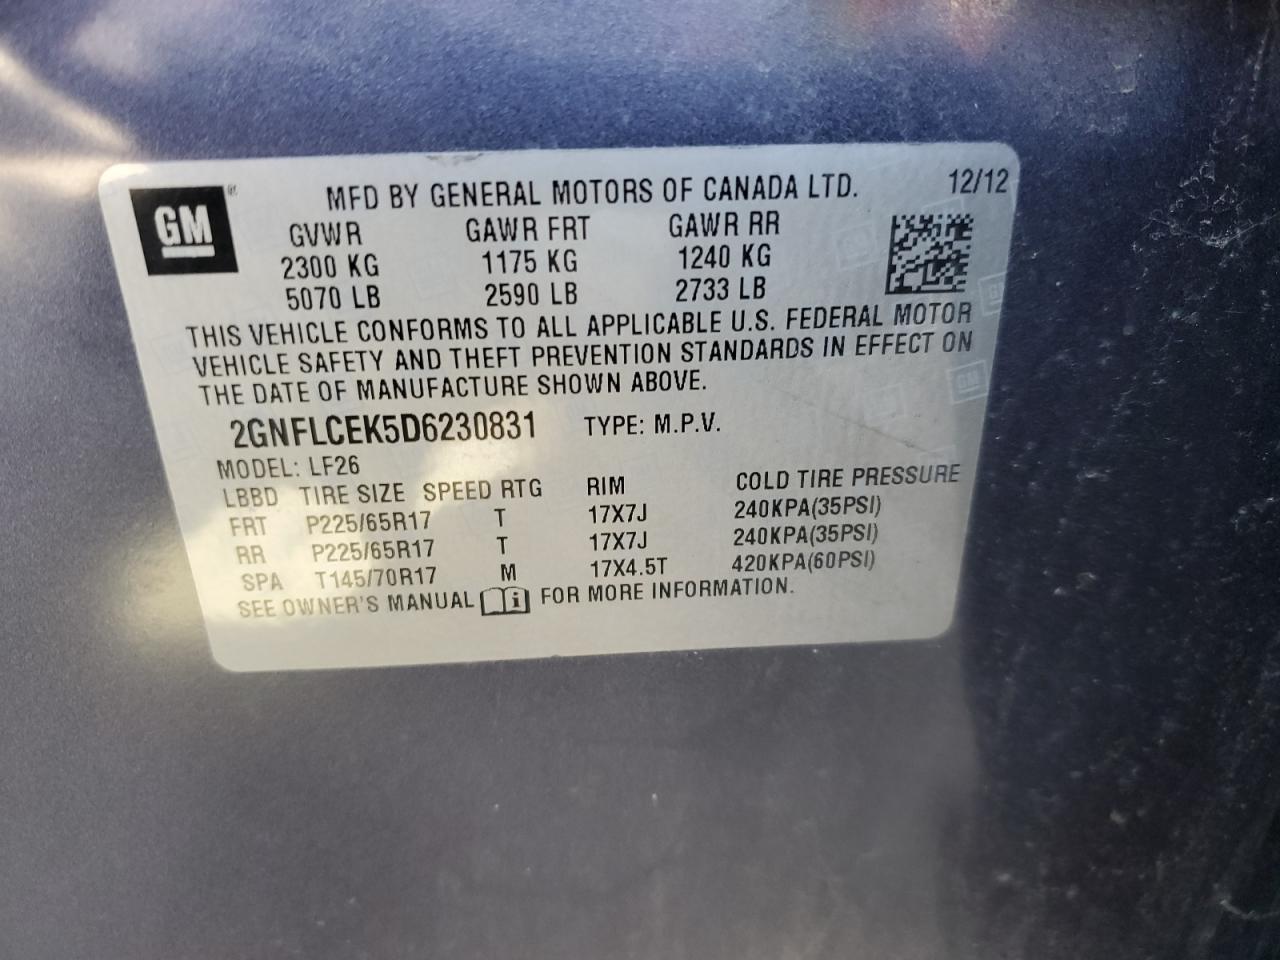 GM®
MFD BY GENERAL MOTORS OF CANADA LTD. 12/12
GVWR GAWR FRT GAWR RR
2300 KG 1175 KG 1240 KG
5070 LB 2590 LB 2733 LB
THIS VEHICLE CONFORMS TO ALL APPLICABLE U.S. FEDERAL MOTOR
VEHICLE SAFETY AND THEFT PREVENTION STANDARDS IN EFFECT ON
THE DATE OF MANUFACTURE SHOWN ABOVE.
2GNFLCEK5D6230831 TYPE: M.P.V.
MODEL: LF26
LBBD TIRE SIZE SPEED RTG RIM COLD TIRE PRESSURE
FRT P225/65R17 T 17X7J 240KPA(35PSI)
RR P225/65R17 T 17X7J 240KPA(35PSI)
SPA T145/70R17 M 17X4.5T 420KPA(60PSI)
SEE OWNER'S MANUAL i FOR MORE INFORMATION.